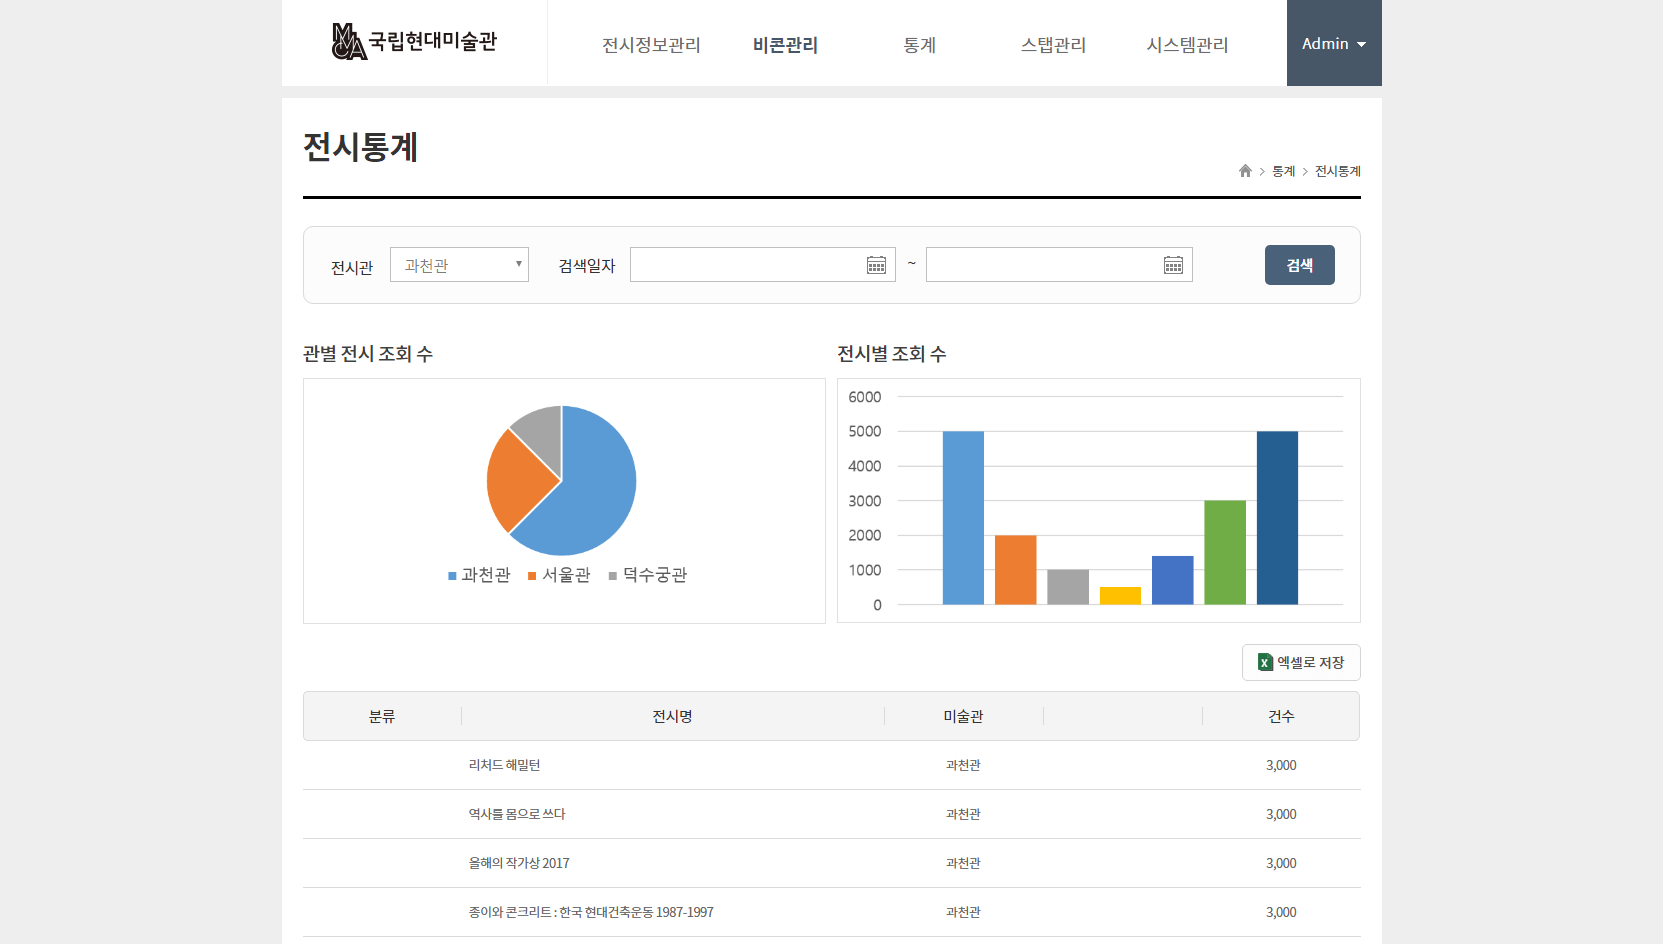 MMCA 국립현대미술관
전시정보관리 비콘관리 통계 스탭관리 시스템관리 Admin
전시통계
통계 > 전시통계
전시관 과천관 검색일자 ~ 검색
관별 전시 조회 수
과천관 서울관 덕수궁관
전시별 조회 수
6000
5000
4000
3000
2000
1000
0
엑셀로 저장
분류 전시명 미술관 건수
리처드 해밀턴 과천관 3,000
역사를 몸으로 쓰다 과천관 3,000
올해의 작가상 2017 과천관 3,000
종이와 콘크리트 : 한국 현대건축운동 1987-1997 과천관 3,000